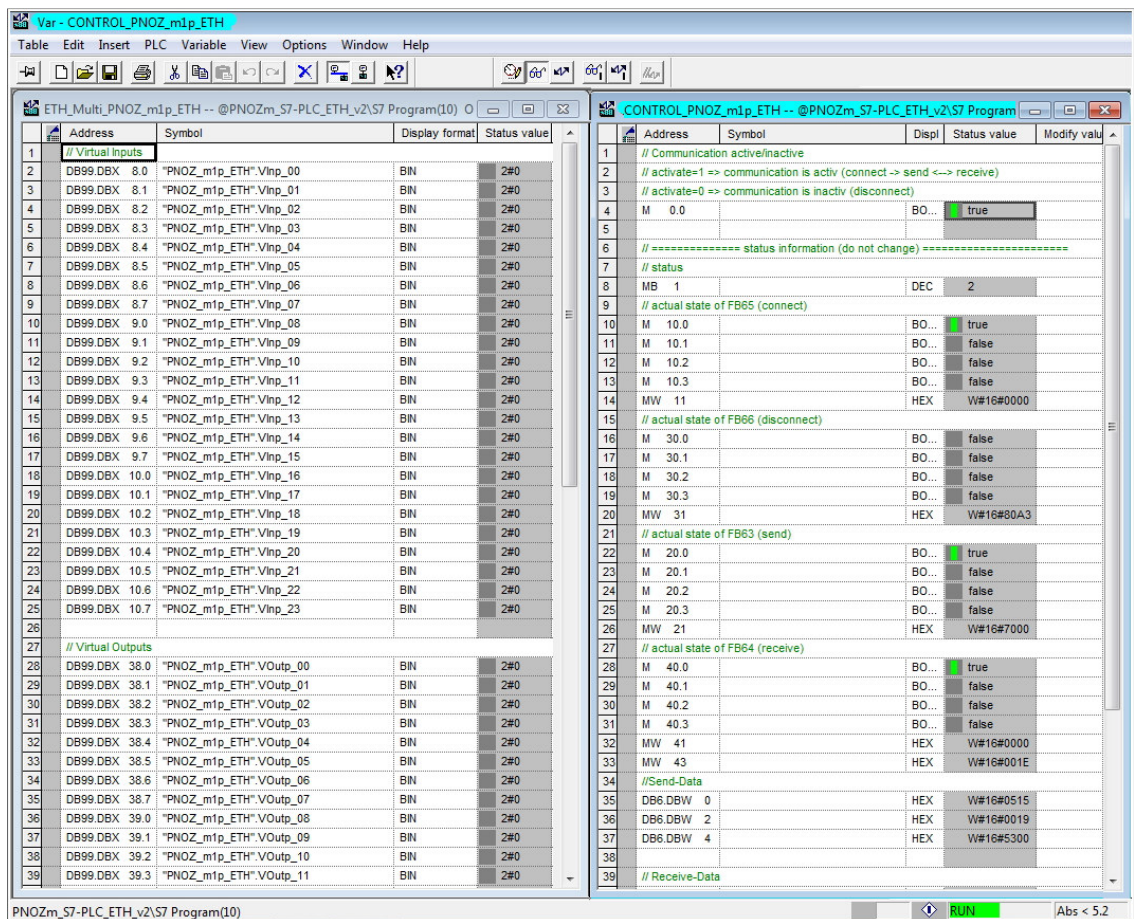 Var - CONTROL_PNOZ_m1p_ETH
Table Edit Insert PLC Variable View Options Window Help
ETH_Multi_PNOZ_m1p_ETH -- @PNOZm_S7-PLC_ETH_v2\S7 Program(10) O
Address Symbol Display format Status value
1 // Virtual Inputs
2 DB99.DBX 8.0 "PNOZ_m1p_ETH".VInp_00 BIN 2#0
3 DB99.DBX 8.1 "PNOZ_m1p_ETH".VInp_01 BIN 2#0
4 DB99.DBX 8.2 "PNOZ_m1p_ETH".VInp_02 BIN 2#0
5 DB99.DBX 8.3 "PNOZ_m1p_ETH".VInp_03 BIN 2#0
6 DB99.DBX 8.4 "PNOZ_m1p_ETH".VInp_04 BIN 2#0
7 DB99.DBX 8.5 "PNOZ_m1p_ETH".VInp_05 BIN 2#0
8 DB99.DBX 8.6 "PNOZ_m1p_ETH".VInp_06 BIN 2#0
9 DB99.DBX 8.7 "PNOZ_m1p_ETH".VInp_07 BIN 2#0
10 DB99.DBX 9.0 "PNOZ_m1p_ETH".VInp_08 BIN 2#0
11 DB99.DBX 9.1 "PNOZ_m1p_ETH".VInp_09 BIN 2#0
12 DB99.DBX 9.2 "PNOZ_m1p_ETH".VInp_10 BIN 2#0
13 DB99.DBX 9.3 "PNOZ_m1p_ETH".VInp_11 BIN 2#0
14 DB99.DBX 9.4 "PNOZ_m1p_ETH".VInp_12 BIN 2#0
15 DB99.DBX 9.5 "PNOZ_m1p_ETH".VInp_13 BIN 2#0
16 DB99.DBX 9.6 "PNOZ_m1p_ETH".VInp_14 BIN 2#0
17 DB99.DBX 9.7 "PNOZ_m1p_ETH".VInp_15 BIN 2#0
18 DB99.DBX 10.0 "PNOZ_m1p_ETH".VInp_16 BIN 2#0
19 DB99.DBX 10.1 "PNOZ_m1p_ETH".VInp_17 BIN 2#0
20 DB99.DBX 10.2 "PNOZ_m1p_ETH".VInp_18 BIN 2#0
21 DB99.DBX 10.3 "PNOZ_m1p_ETH".VInp_19 BIN 2#0
22 DB99.DBX 10.4 "PNOZ_m1p_ETH".VInp_20 BIN 2#0
23 DB99.DBX 10.5 "PNOZ_m1p_ETH".VInp_21 BIN 2#0
24 DB99.DBX 10.6 "PNOZ_m1p_ETH".VInp_22 BIN 2#0
25 DB99.DBX 10.7 "PNOZ_m1p_ETH".VInp_23 BIN 2#0
26
27 // Virtual Outputs
28 DB99.DBX 38.0 "PNOZ_m1p_ETH".VOutp_00 BIN 2#0
29 DB99.DBX 38.1 "PNOZ_m1p_ETH".VOutp_01 BIN 2#0
30 DB99.DBX 38.2 "PNOZ_m1p_ETH".VOutp_02 BIN 2#0
31 DB99.DBX 38.3 "PNOZ_m1p_ETH".VOutp_03 BIN 2#0
32 DB99.DBX 38.4 "PNOZ_m1p_ETH".VOutp_04 BIN 2#0
33 DB99.DBX 38.5 "PNOZ_m1p_ETH".VOutp_05 BIN 2#0
34 DB99.DBX 38.6 "PNOZ_m1p_ETH".VOutp_06 BIN 2#0
35 DB99.DBX 38.7 "PNOZ_m1p_ETH".VOutp_07 BIN 2#0
36 DB99.DBX 39.0 "PNOZ_m1p_ETH".VOutp_08 BIN 2#0
37 DB99.DBX 39.1 "PNOZ_m1p_ETH".VOutp_09 BIN 2#0
38 DB99.DBX 39.2 "PNOZ_m1p_ETH".VOutp_10 BIN 2#0
39 DB99.DBX 39.3 "PNOZ_m1p_ETH".VOutp_11 BIN 2#0
CONTROL_PNOZ_m1p_ETH -- @PNOZm_S7-PLC_ETH_v2\S7 Program
Address Symbol Displ Status value Modify valu
1 // Communication active/inactive
2 // activate=1 => communication is activ (connect -> send <--> receive)
3 // activate=0 => communication is inactiv (disconnect)
4 M 0.0 BO... true
5
6 // ============== status information (do not change) =======================
7 // status
8 MB 1 DEC 2
9 // actual state of FB65 (connect)
10 M 10.0 BO... true
11 M 10.1 BO... false
12 M 10.2 BO... false
13 M 10.3 BO... false
14 MW 11 HEX W#16#0000
15 // actual state of FB66 (disconnect)
16 M 30.0 BO... false
17 M 30.1 BO... false
18 M 30.2 BO... false
19 M 30.3 BO... false
20 MW 31 HEX W#16#80A3
21 // actual state of FB63 (send)
22 M 20.0 BO... true
23 M 20.1 BO... false
24 M 20.2 BO... false
25 M 20.3 BO... false
26 MW 21 HEX W#16#7000
27 // actual state of FB64 (receive)
28 M 40.0 BO... true
29 M 40.1 BO... false
30 M 40.2 BO... false
31 M 40.3 BO... false
32 MW 41 HEX W#16#0000
33 MW 43 HEX W#16#001E
34 //Send-Data
35 DB6.DBW 0 HEX W#16#0515
36 DB6.DBW 2 HEX W#16#0019
37 DB6.DBW 4 HEX W#16#5300
38
39 // Receive-Data
PNOZm_S7-PLC_ETH_v2\S7 Program(10) RUN Abs < 5.2